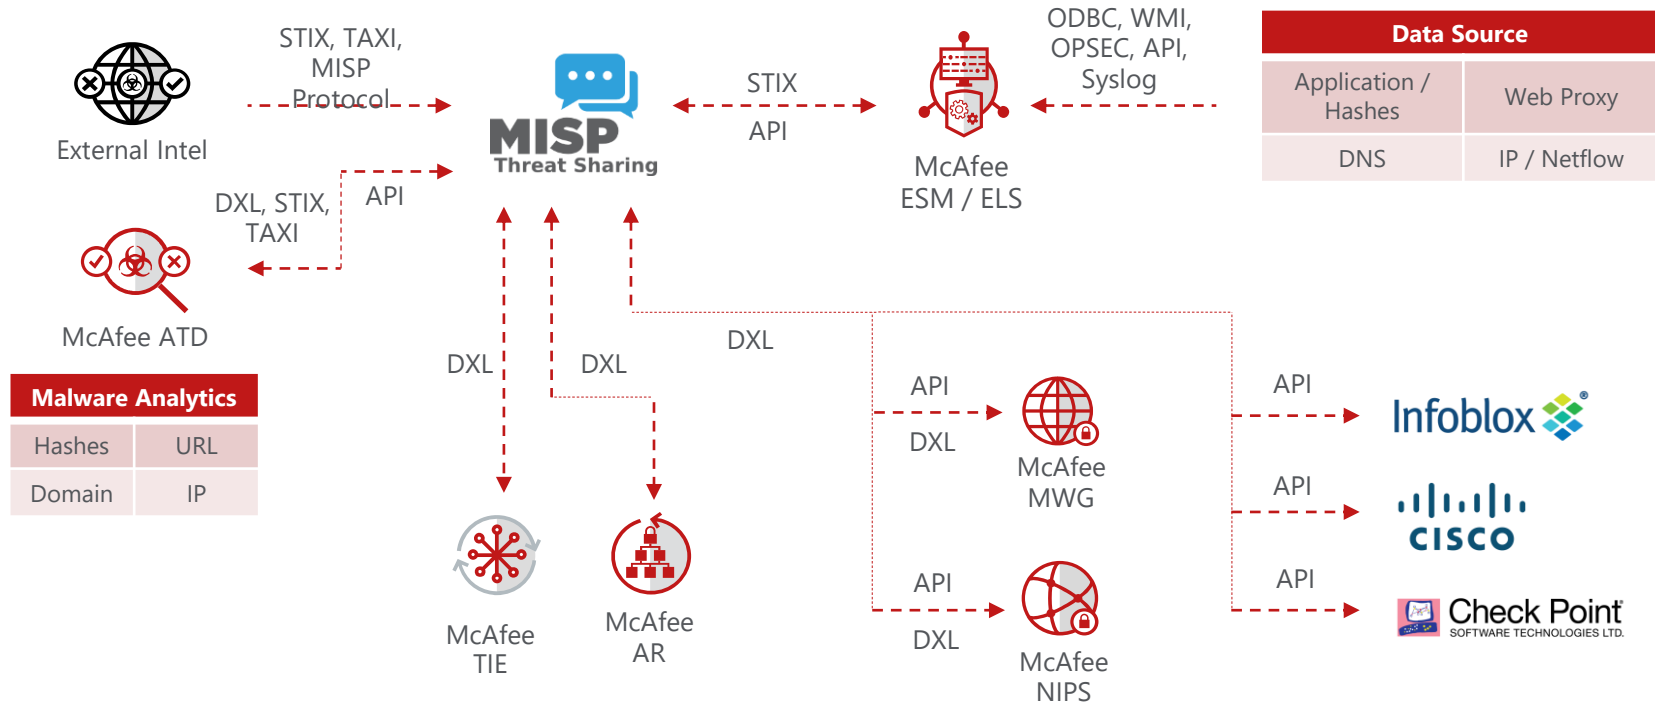 STIX, TAXI,
MISP
Protocol
External Intel
MISP
Threat Sharing
STIX
API
ODBC, WMI,
OPSEC, API,
Syslog
McAfee
ESM / ELS
Data Source
Application /
Hashes
Web Proxy
DNS
IP / Netflow
DXL, STIX,
TAXI
API
McAfee ATD
Malware Analytics
Hashes
URL
Domain
IP
DXL
DXL
DXL
McAfee
TIE
McAfee
AR
API
DXL
McAfee
MWG
API
DXL
McAfee
NIPS
API
Infoblox®
API
CISCO
API
Check Point
SOFTWARE TECHNOLOGIES LTD.